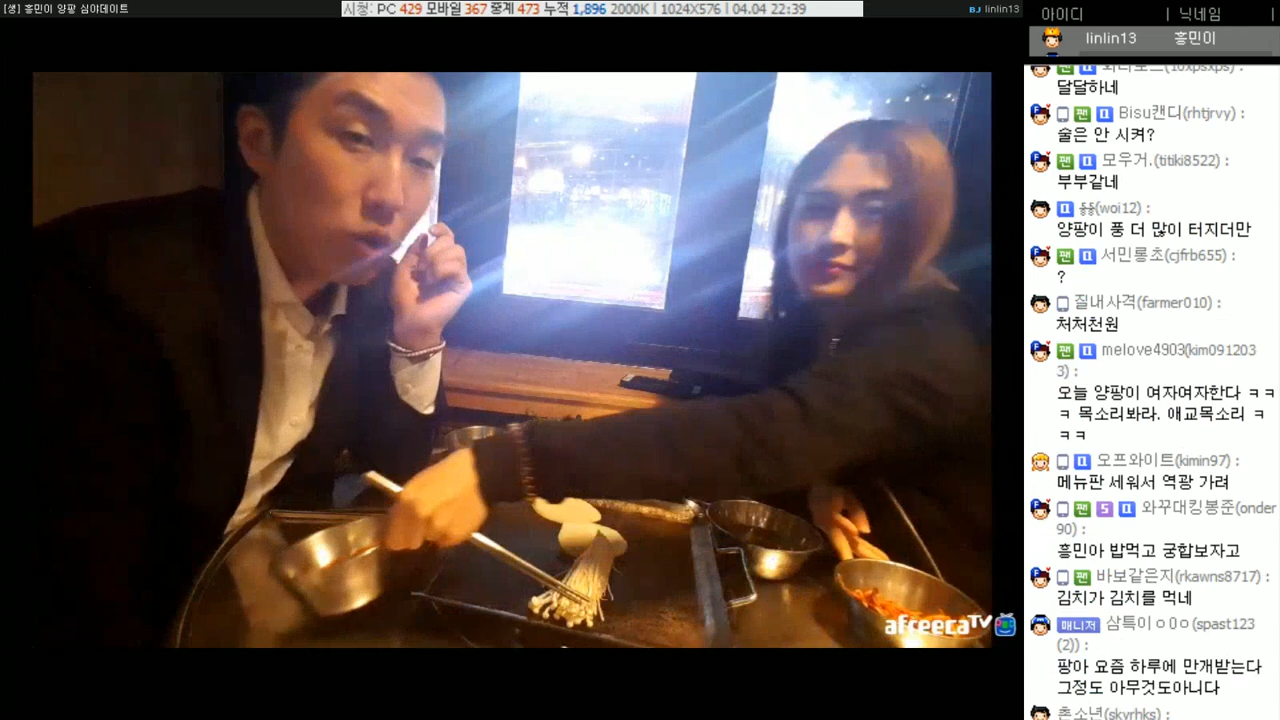 [생] 흥민이 양팡 심야데이트
시청: PC 429 모바일 367 중계 473 누적 1,896 2000K | 1024X576 | 04.04 22:39
BJ linlin13
아이디 | 닉네임 |
linlin13 흥민이
달달하네
팬 Bisu캔디(rhtjrvy) :
술은 안 시켜?
팬 모우거.(titiki8522) :
부부같네
(woi12) :
양팡이 풍 더 많이 터지더만
팬 서민롱초(cjfrb655) :
?
질내사격(farmer010) :
처처천원
팬 melove4903(kim091203
3) :
오늘 양팡이 여자여자한다 ㅋㅋ
ㅋ 목소리봐라. 애교목소리 ㅋ
ㅋㅋ
오프와이트(kimin97) :
메뉴판 세워서 역광 가려
팬 S 와꾸대킹봉준(onder
90) :
흥민아 밥먹고 궁합보자고
팬 바보같은지(rkawns8717) :
김치가 김치를 먹네
매니저 삼특이ㅇ0ㅇ(spast123
(2)) :
팡아 요즘 하루에 만개받는다
그정도 아무것도아니다
촌소년(skyrhks) :
afreecaTV